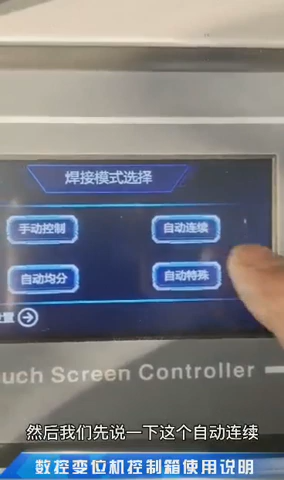 焊接模式选择
手动控制
自动连续
自动均分
自动特殊
置
ouch Screen Controller
然后我们先说一下这个自动连续
数控变位机控制箱使用说明